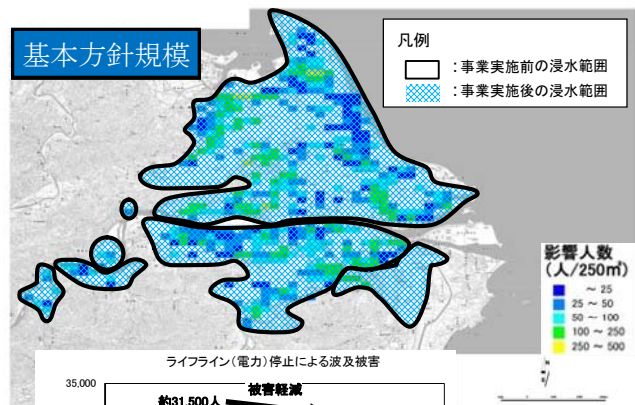 基本方針規模
凡例
:事業実施前の浸水範囲
:事業実施後の浸水範囲
影響人数
(人/250㎡)
～ 25
25 ～ 50
50 ～ 100
100 ～ 250
250 ～ 500
ライフライン(電力)停止による波及被害
35,000
被害軽減
約31,500人